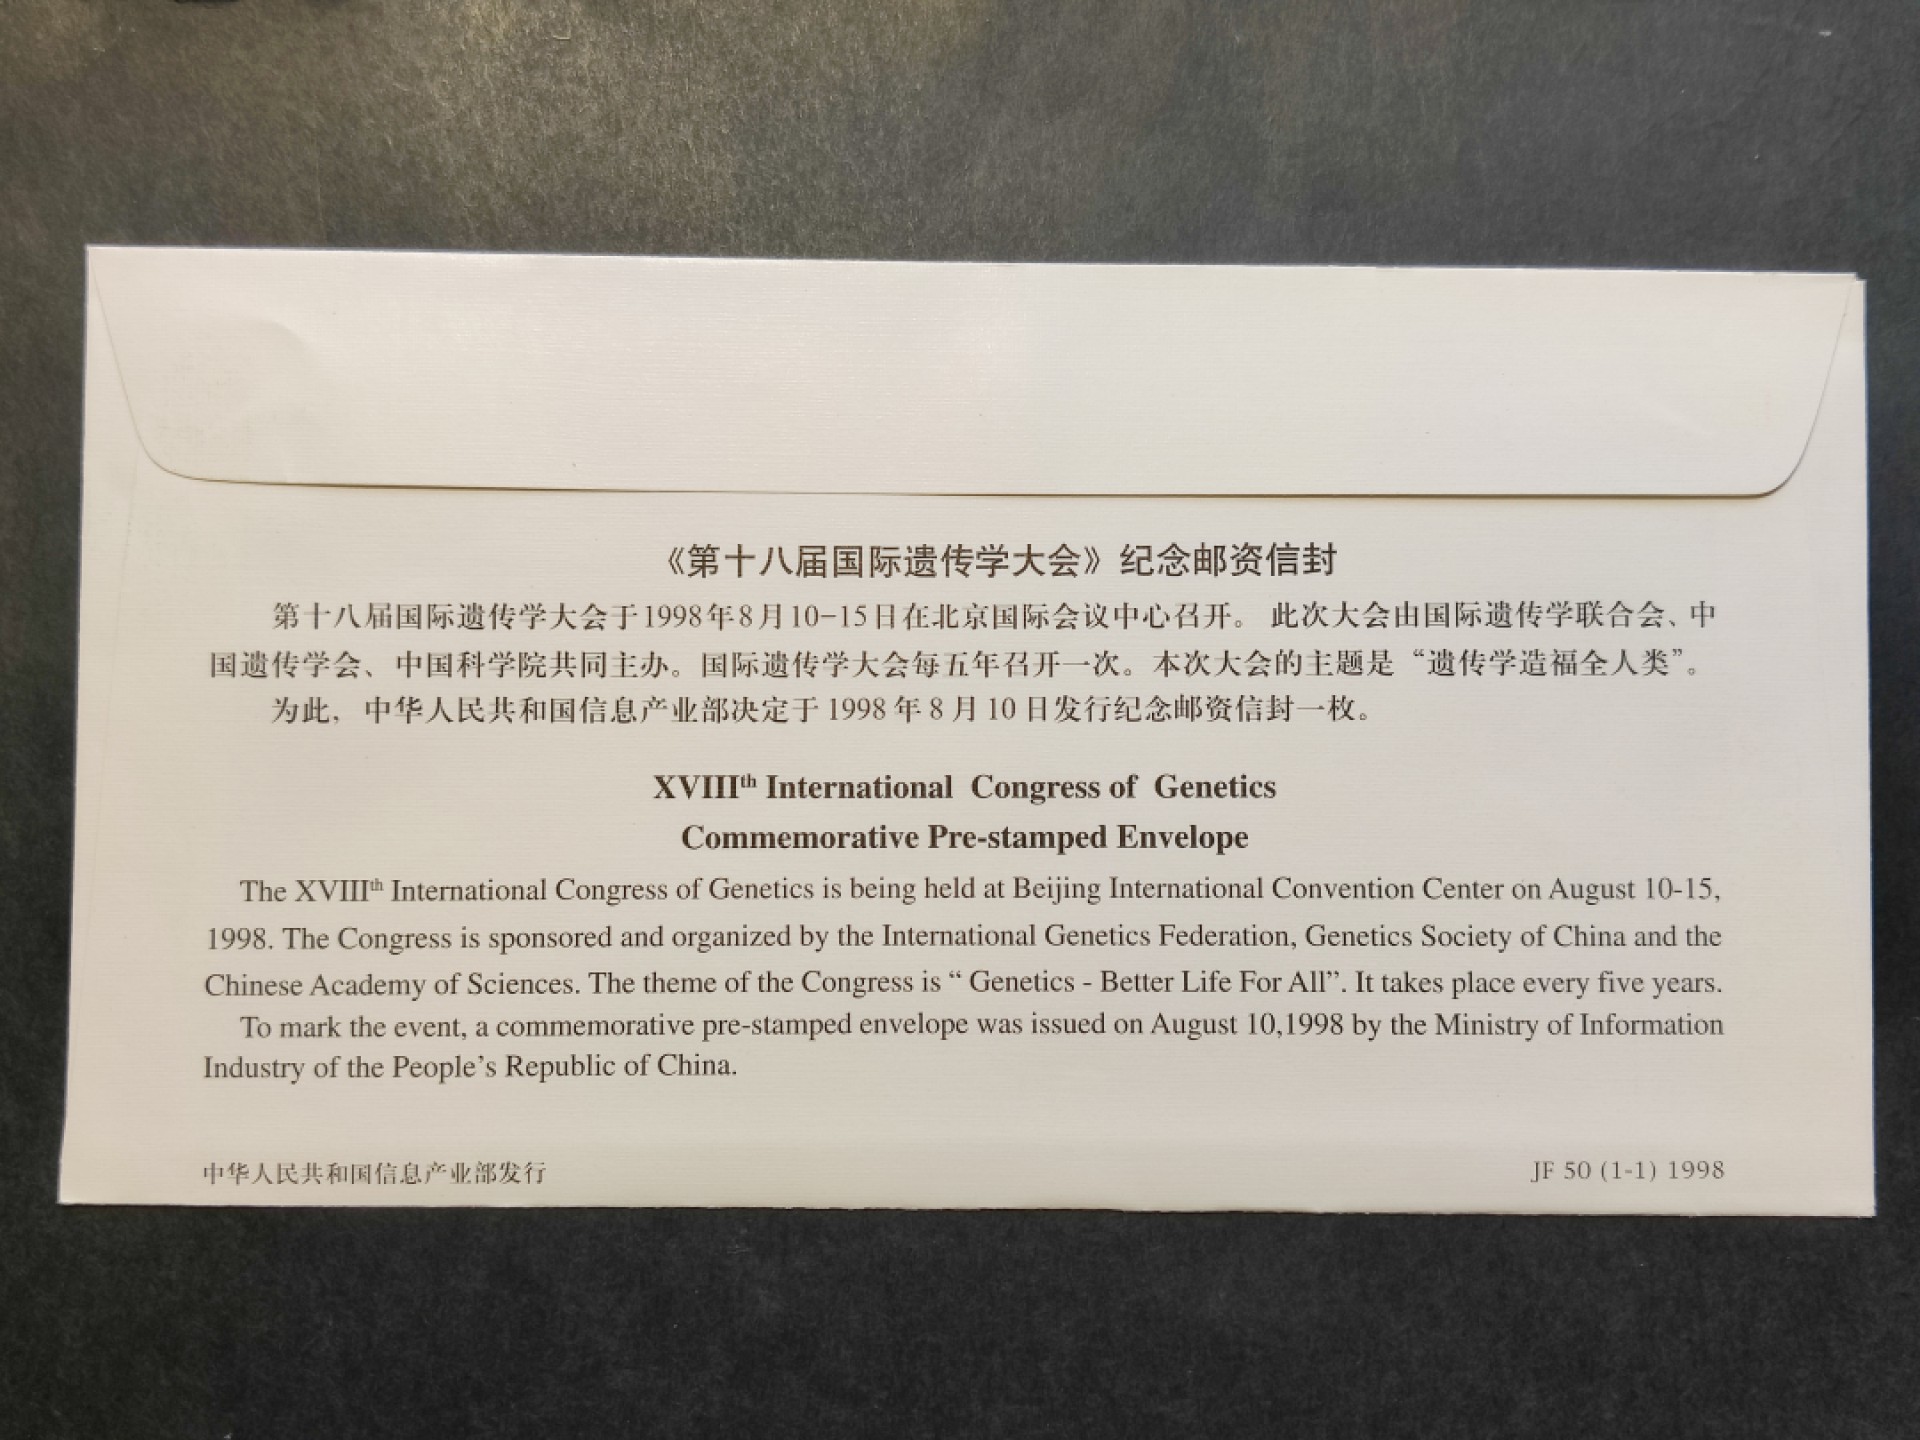 《第十八届国际遗传学大会》纪念邮资信封
第十八届国际遗传学大会于1998年8月10-15日在北京国际会议中心召开。此次大会由国际遗传学联合会、中
国遗传学会、中国科学院共同主办。国际遗传学大会每五年召开一次。本次大会的主题是“遗传学造福全人类”。
为此，中华人民共和国信息产业部决定于1998年8月10日发行纪念邮资信封一枚。
XVIIIth International Congress of Genetics
Commemorative Pre-stamped Envelope
The XVIIIth International Congress of Genetics is being held at Beijing International Convention Center on August 10-15,
1998. The Congress is sponsored and organized by the International Genetics Federation, Genetics Society of China and the
Chinese Academy of Sciences. The theme of the Congress is “ Genetics - Better Life For All”. It takes place every five years.
To mark the event, a commemorative pre-stamped envelope was issued on August 10,1998 by the Ministry of Information
Industry of the People’s Republic of China.
中华人民共和国信息产业部发行
JF 50 (1-1) 1998